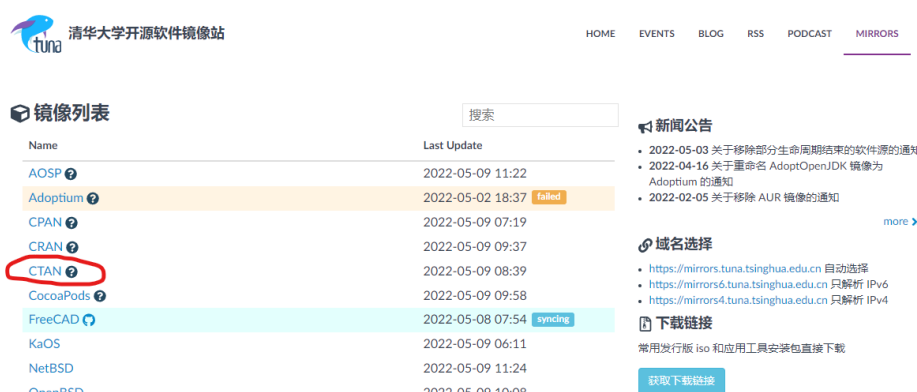 tuna 清华大学开源软件镜像站
HOME EVENTS BLOG RSS PODCAST MIRRORS
镜像列表
搜索
Name Last Update
AOSP 2022-05-09 11:22
Adoptium 2022-05-02 18:37 failed
CPAN 2022-05-09 07:19
CRAN 2022-05-09 09:37
CTAN 2022-05-09 08:39
CocoaPods 2022-05-09 09:58
FreeCAD 2022-05-08 07:54 syncing
KaOS 2022-05-09 06:11
NetBSD 2022-05-09 11:24
OpenBSD 2022-05-09 10:08
新闻公告
2022-05-03 关于移除部分生命周期结束的软件源的通知
2022-04-16 关于重命名 AdoptOpenJDK 镜像为
Adoptium 的通知
2022-02-05 关于移除 AUR 镜像的通知
more
域名选择
https://mirrors.tuna.tsinghua.edu.cn 自动选择
https://mirrors6.tuna.tsinghua.edu.cn 只解析 IPv6
https://mirrors4.tuna.tsinghua.edu.cn 只解析 IPv4
下载链接
常用发行版 iso 和应用工具安装包直接下载
获取下载链接